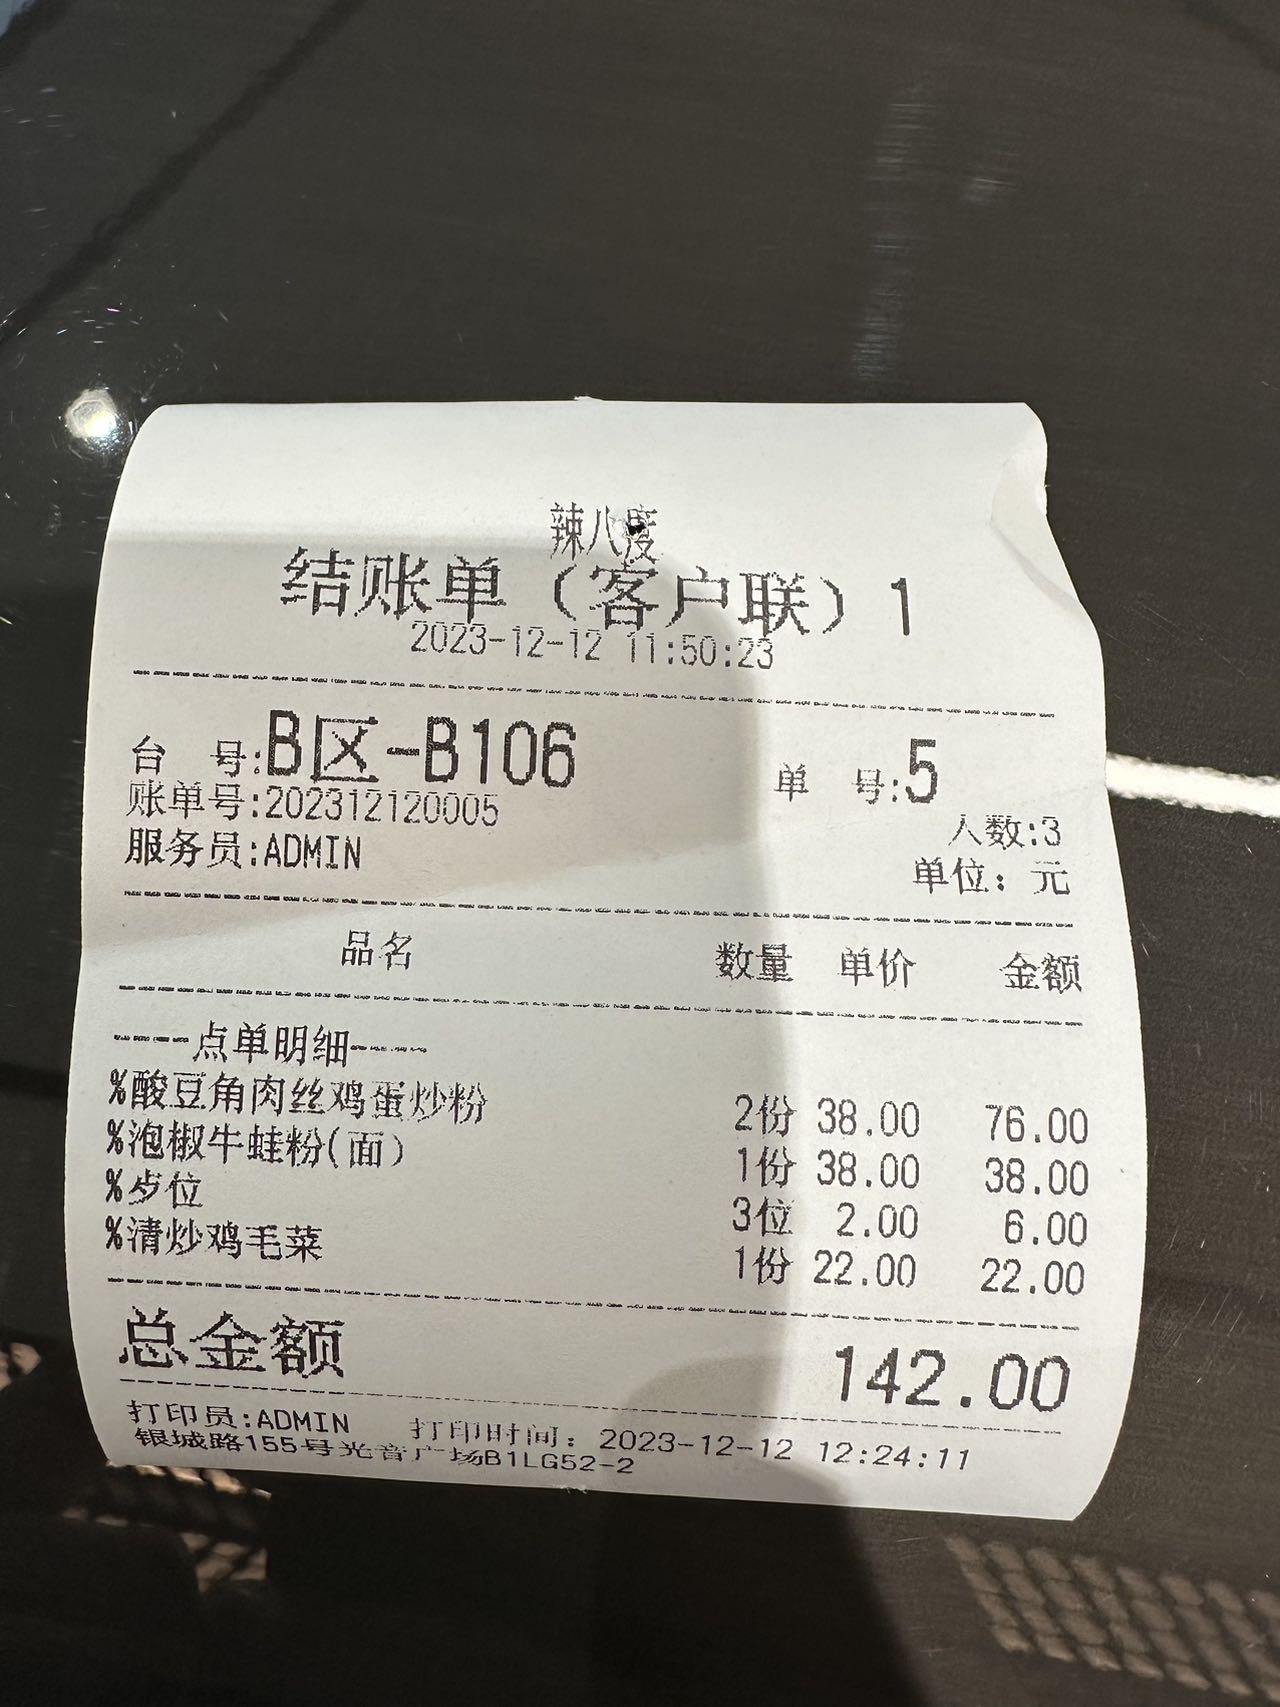 辣八度
结账单（客户联）1
2023-12-12 11:50:23
台 号:B区-B106 单 号:5
账单号:202312120005
人数:3
服务员:ADMIN
单位：元
品名 数量 单价 金额
----点单明细----
%酸豆角肉丝鸡蛋炒粉 2份 38.00 76.00
%泡椒牛蛙粉(面) 1份 38.00 38.00
%歺位 3位 2.00 6.00
%清炒鸡毛菜 1份 22.00 22.00
总金额 142.00
打印员:ADMIN 打印时间：2023-12-12 12:24:11
银城路155号光音广场B1LG52-2